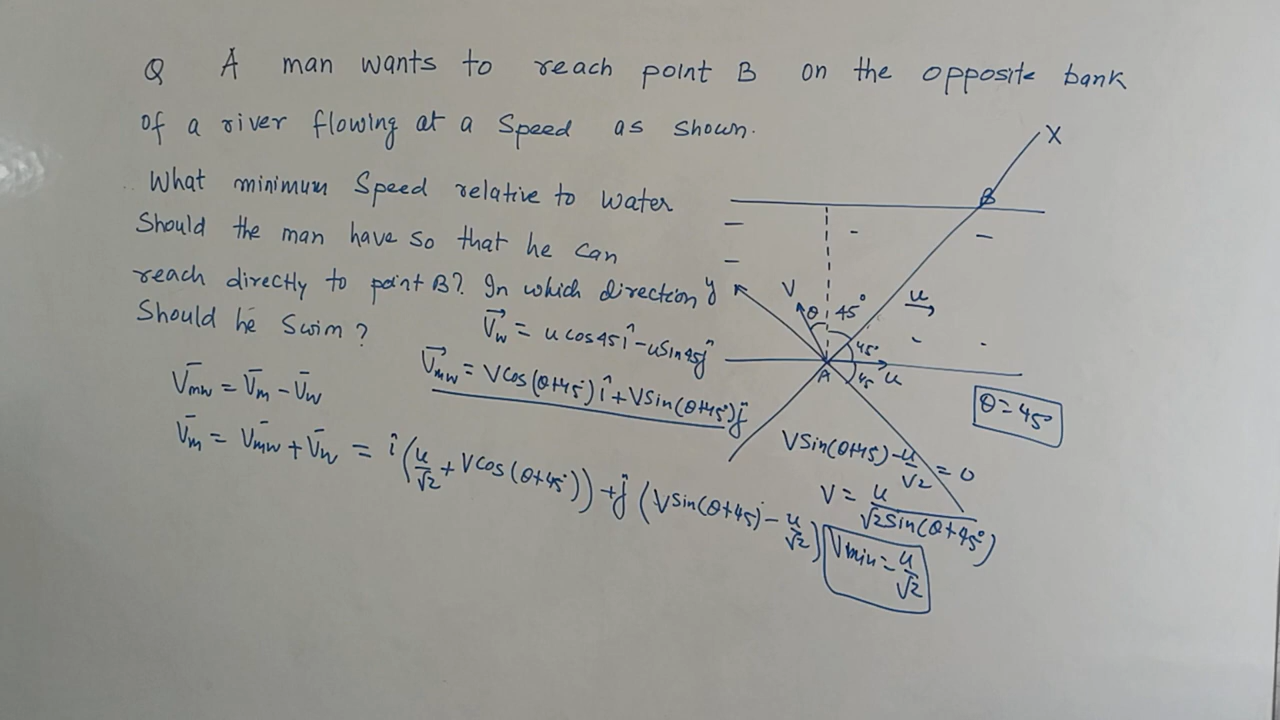 Q A man wants to reach point B on the opposite bank
of a river flowing at a speed as shown.
What minimum speed relative to water
Should the man have so that he can
reach directly to point B? In which direction
Should he Swim?
X
B
y
V
θ
45°
u
45°
A
u
45
θ = 45°
V⃗w = u cos45 î - u sin45 ĵ
V⃗mw = V cos(θ+45°) î + V sin(θ+45°) ĵ
V̄mw = V̄m - V̄w
V̄m = V̄mw + V̄w = î (u/√2 + V cos(θ+45°)) + ĵ (V sin(θ+45) - u/√2)
V sin(θ+45) - u/√2 = 0
V = u/√2 sin(θ+45°)
Vmin = u/√2